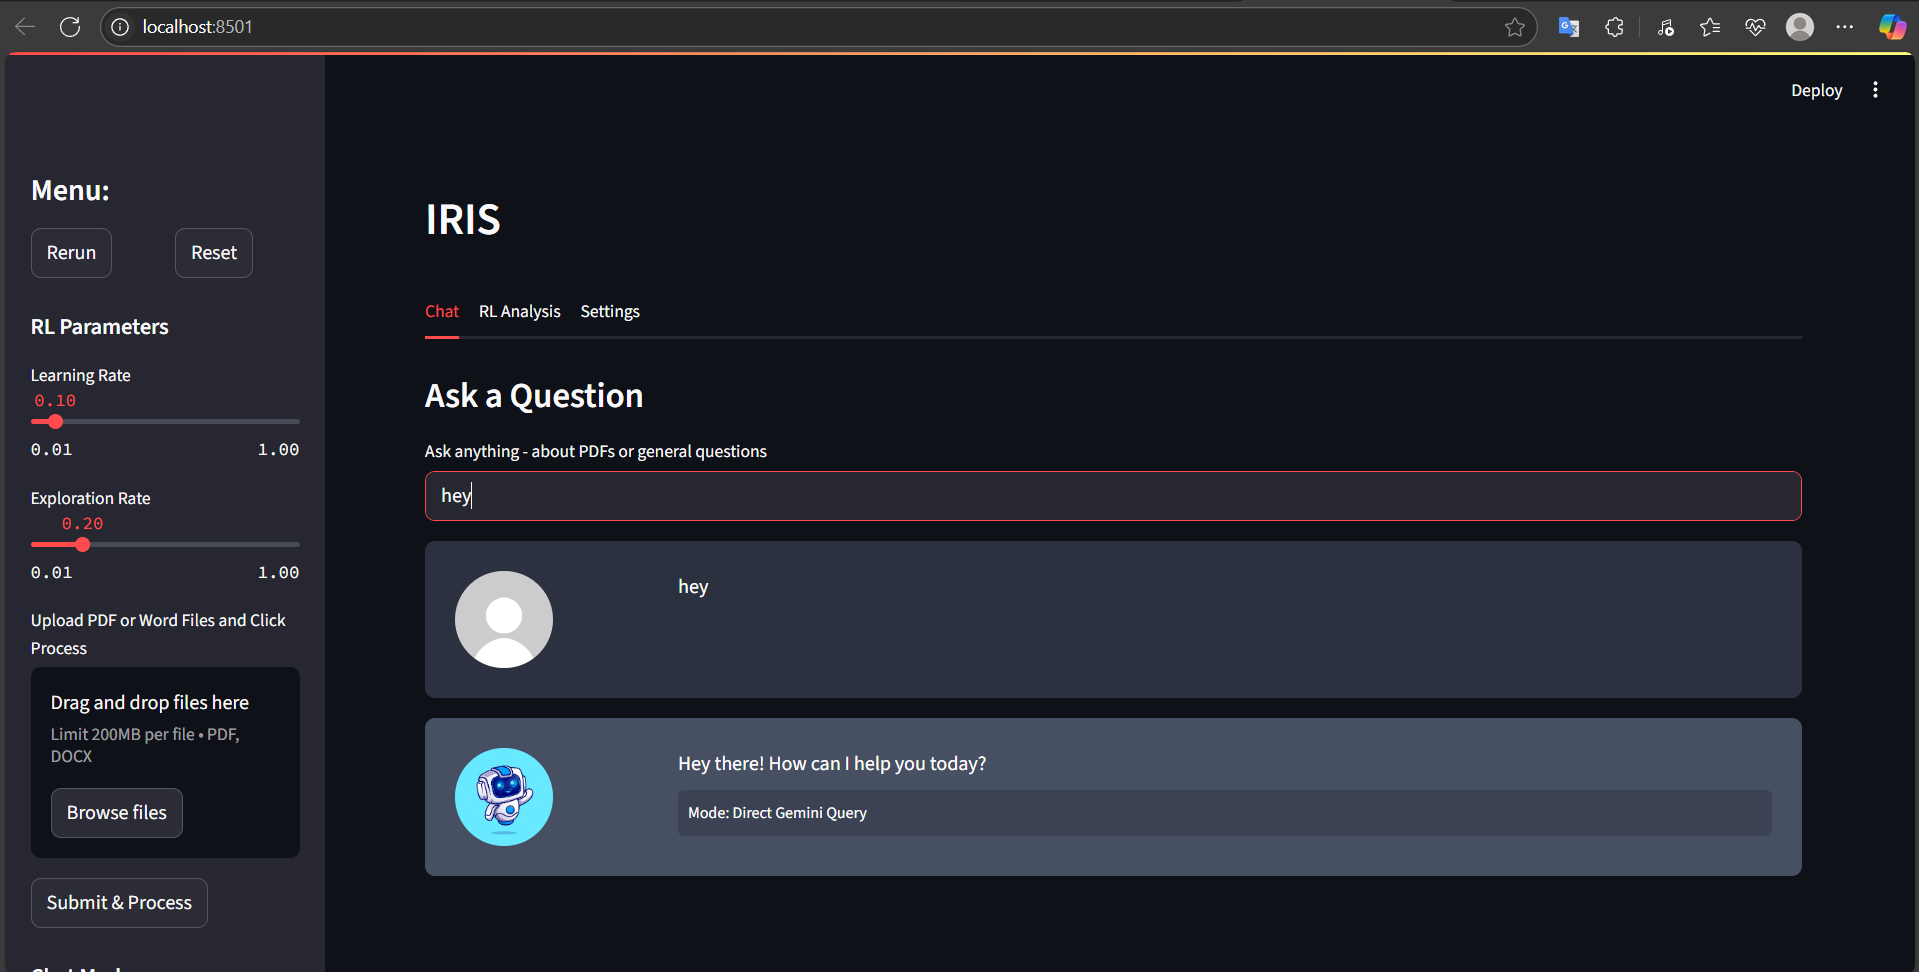 localhost:8501
Deploy
Menu:
Rerun
Reset
RL Parameters
Learning Rate
0.10
0.01
1.00
Exploration Rate
0.20
0.01
1.00
Upload PDF or Word Files and Click
Process
Drag and drop files here
Limit 200MB per file • PDF,
DOCX
Browse files
Submit & Process
IRIS
Chat
RL Analysis
Settings
Ask a Question
Ask anything - about PDFs or general questions
hey
hey
Hey there! How can I help you today?
Mode: Direct Gemini Query